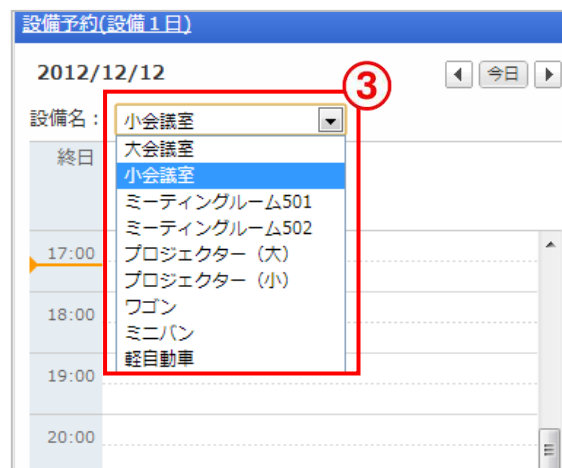 設備予約(設備１日)
2012/12/12
今日
③
設備名： 小会議室
終日
大会議室
小会議室
ミーティングルーム501
ミーティングルーム502
プロジェクター（大）
プロジェクター（小）
ワゴン
ミニバン
軽自動車
17:00
18:00
19:00
20:00